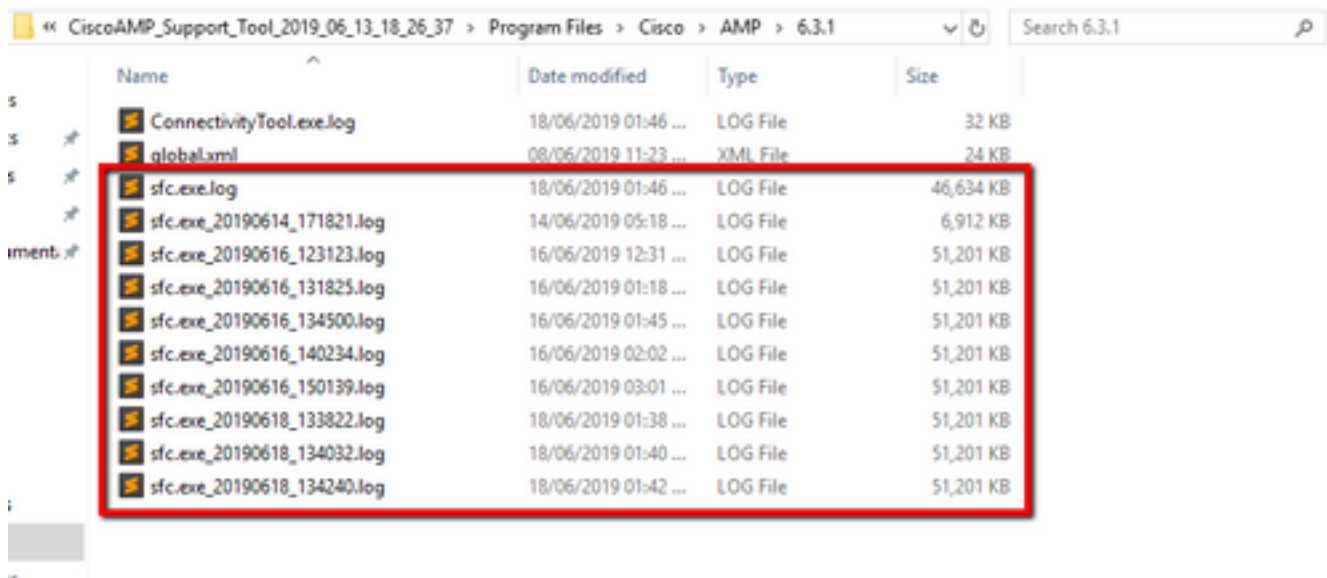 « CiscoAMP_Support_Tool_2019_06_13_18_26_37 > Program Files > Cisco > AMP > 6.3.1 Search 6.3.1
Name Date modified Type Size
ConnectivityTool.exe.log 18/06/2019 01:46 ... LOG File 32 KB
global.xml 08/06/2019 11:23 ... XML File 24 KB
sfc.exe.log 18/06/2019 01:46 ... LOG File 46,634 KB
sfc.exe_20190614_171821.log 14/06/2019 05:18 ... LOG File 6,912 KB
sfc.exe_20190616_123123.log 16/06/2019 12:31 ... LOG File 51,201 KB
sfc.exe_20190616_131825.log 16/06/2019 01:18 ... LOG File 51,201 KB
sfc.exe_20190616_134500.log 16/06/2019 01:45 ... LOG File 51,201 KB
sfc.exe_20190616_140234.log 16/06/2019 02:02 ... LOG File 51,201 KB
sfc.exe_20190616_150139.log 16/06/2019 03:01 ... LOG File 51,201 KB
sfc.exe_20190618_133822.log 18/06/2019 01:38 ... LOG File 51,201 KB
sfc.exe_20190618_134032.log 18/06/2019 01:40 ... LOG File 51,201 KB
sfc.exe_20190618_134240.log 18/06/2019 01:42 ... LOG File 51,201 KB